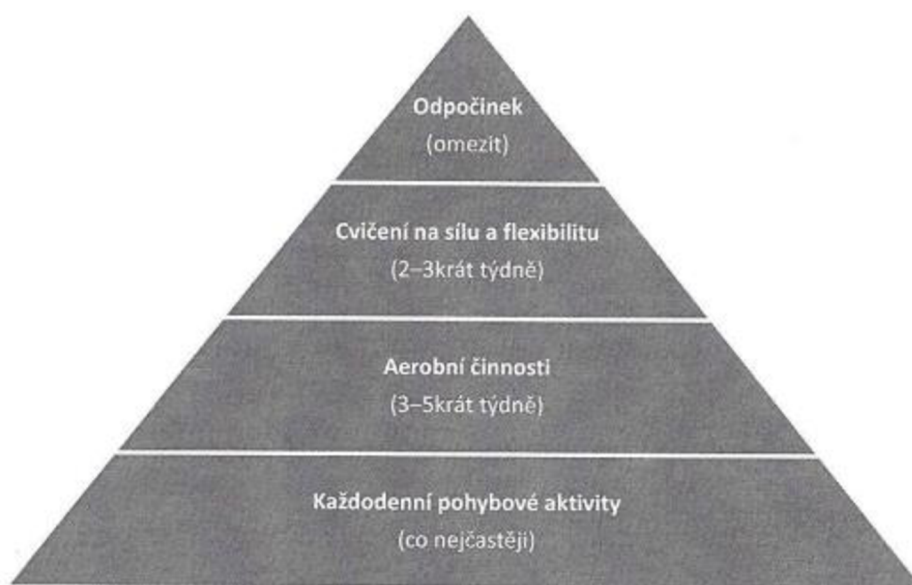 Odpočinek
(omezit)
Cvičení na sílu a flexibilitu
(2–3krát týdně)
Aerobní činnosti
(3–5krát týdně)
Každodenní pohybové aktivity
(co nejčastěji)